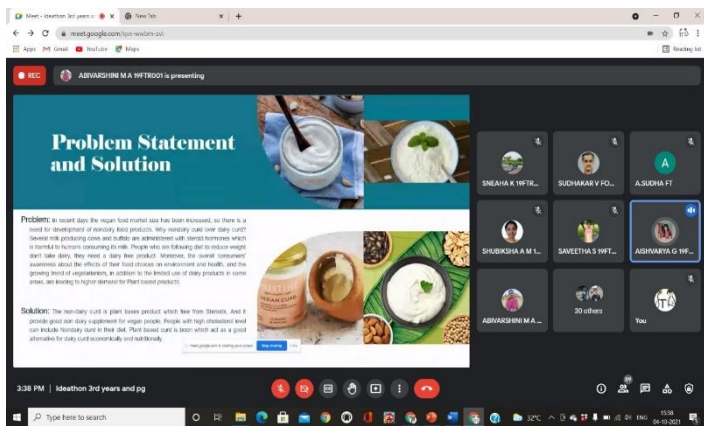 Meet - Ideathon 3rd years a
New Tab
meet.google.com
Apps
Gmail
YouTube
Maps
Reading list
REC
ABIVARSHINI M A 19FTR001 is presenting
Problem Statement
and Solution
Problem: In recent days the vegan food market size has been increased, so there is a
need for development of nondairy food products. Why nondairy curd over dairy curd?
Several milk producing cows and buffalo are administered with steroid hormones which
is harmful to humans consuming its milk. People who are following diet to reduce weight
don't take dairy, they need a dairy free product. Moreover, the overall consumers'
awareness about the effects of their food choices on environment and health, and the
growing trend of vegetarianism, in addition to the limited use of dairy products in some
areas, are leading to higher demand for Plant based products.
Solution: The non-dairy curd is plant based product which free from Steroids. And it
provide good non dairy supplement for vegan people. People with high cholesterol level
can include Nondairy curd in their diet. Plant based curd is boon which act as a good
alternative for dairy curd economically and nutritionally.
VEGAN CURD
Stop sharing
Hide
SNEAHA K 19FTR...
SUDHAKAR V FO...
A
A.SUDHA FT
SHUBIKSHA A M 1...
SAVEETHA S 19FT...
AISHVARYA G 19F...
ABIVARSHINI M A ...
30 others
You
3:38 PM | Ideathon 3rd years and pg
Type here to search
32°C
ENG
15:38
04-10-2021